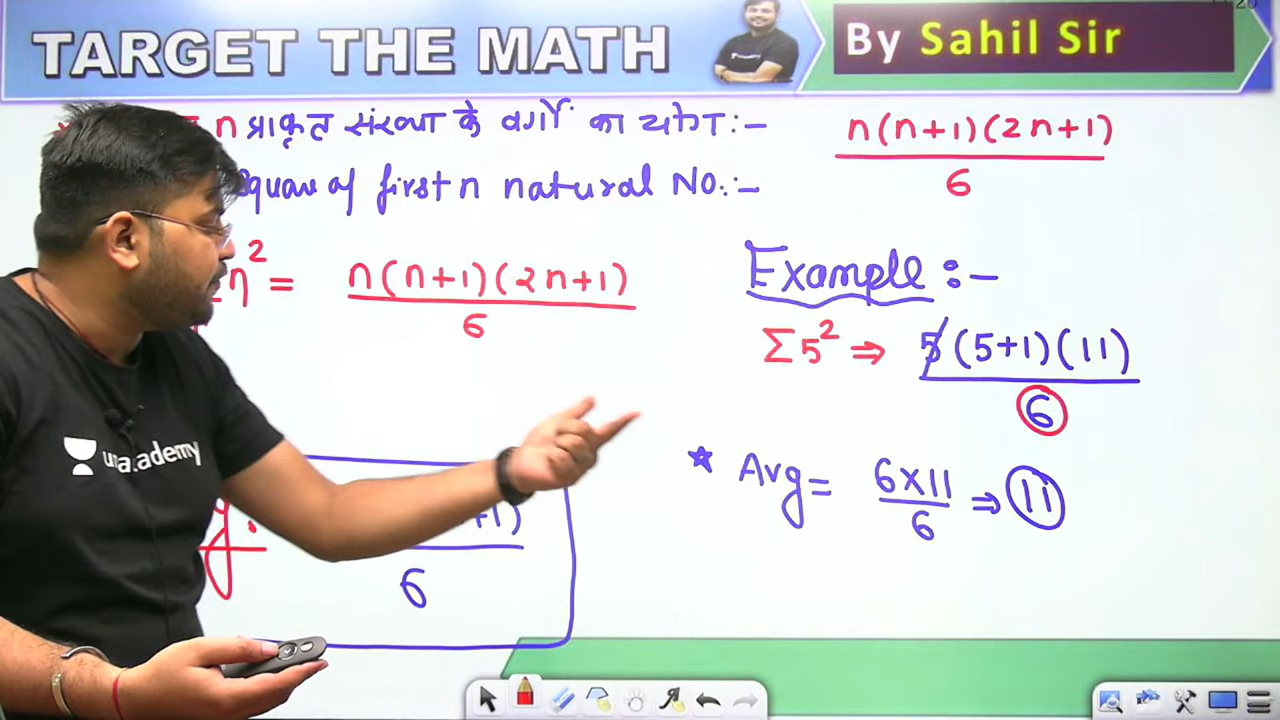 TARGET THE MATH
By Sahil Sir
n प्राकृत संख्या के वर्गों का योग :-
n(n+1)(2n+1)
6
of first n natural NO.:-
n² = n(n+1)(2n+1)
6
Example :-
Σ5² ⇒ 5(5+1)(11)
6
★ Avg = 6×11 ⇒ 11
6
+1)
6
unacademy